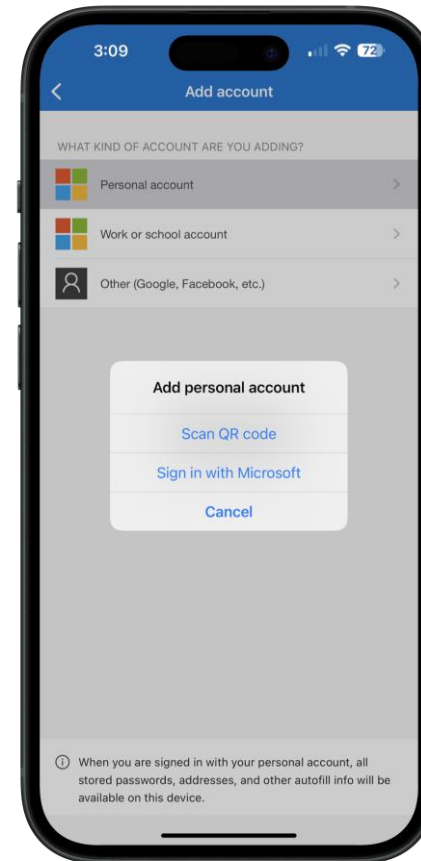 3:09
72
Add account
WHAT KIND OF ACCOUNT ARE YOU ADDING?
Personal account
Work or school account
Other (Google, Facebook, etc.)
Add personal account
Scan QR code
Sign in with Microsoft
Cancel
When you are signed in with your personal account, all
stored passwords, addresses, and other autofill info will be
available on this device.